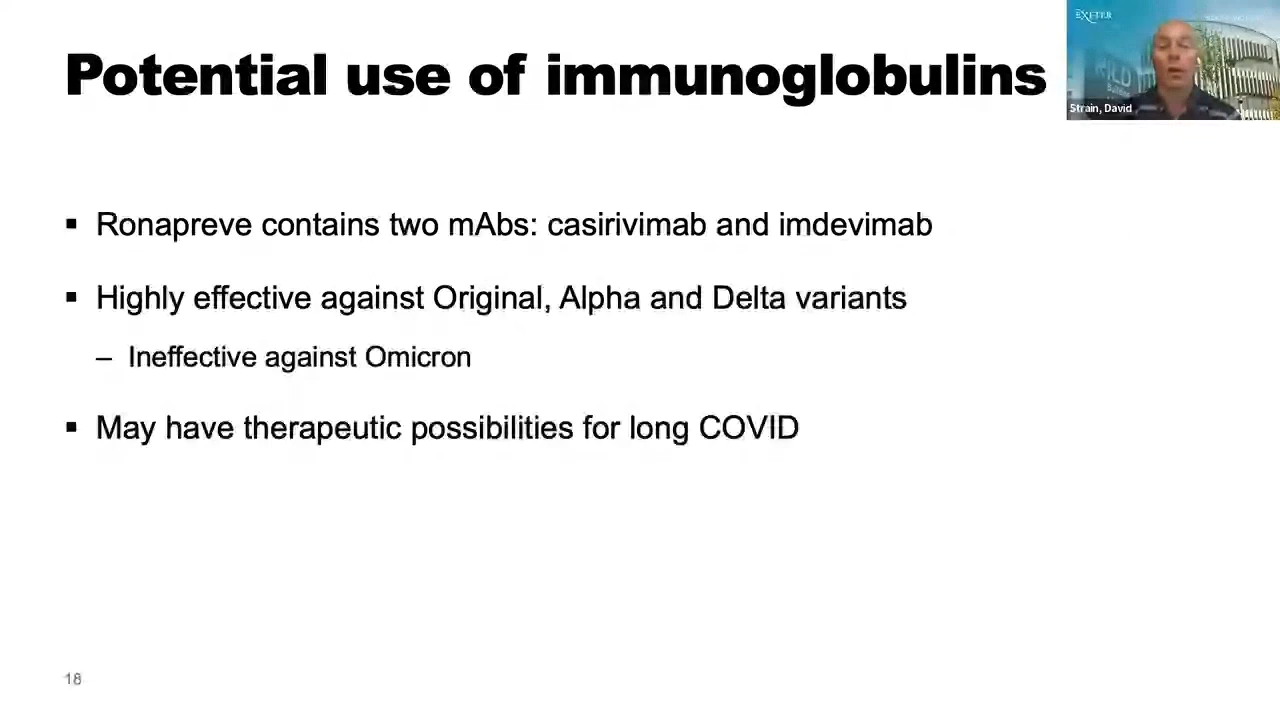 Potential use of immunoglobulins
EXETER
Strain, David
▪ Ronapreve contains two mAbs: casirivimab and imdevimab
▪ Highly effective against Original, Alpha and Delta variants
– Ineffective against Omicron
▪ May have therapeutic possibilities for long COVID
18